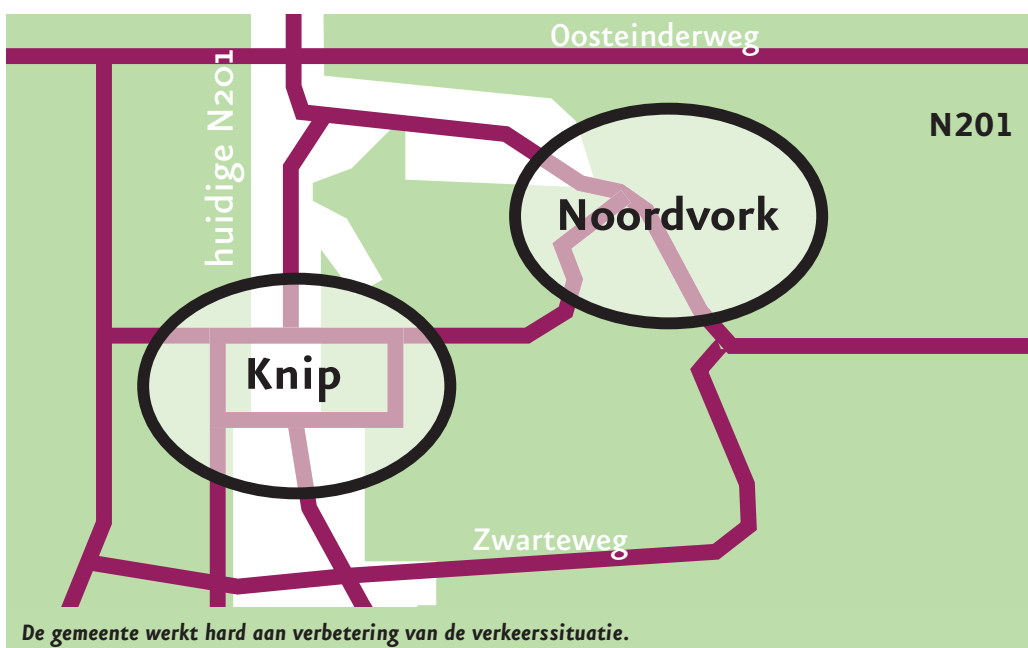 Oosteinderweg
huidige N201
N201
Noordvork
Knip
Zwarteweg
De gemeente werkt hard aan verbetering van de verkeerssituatie.